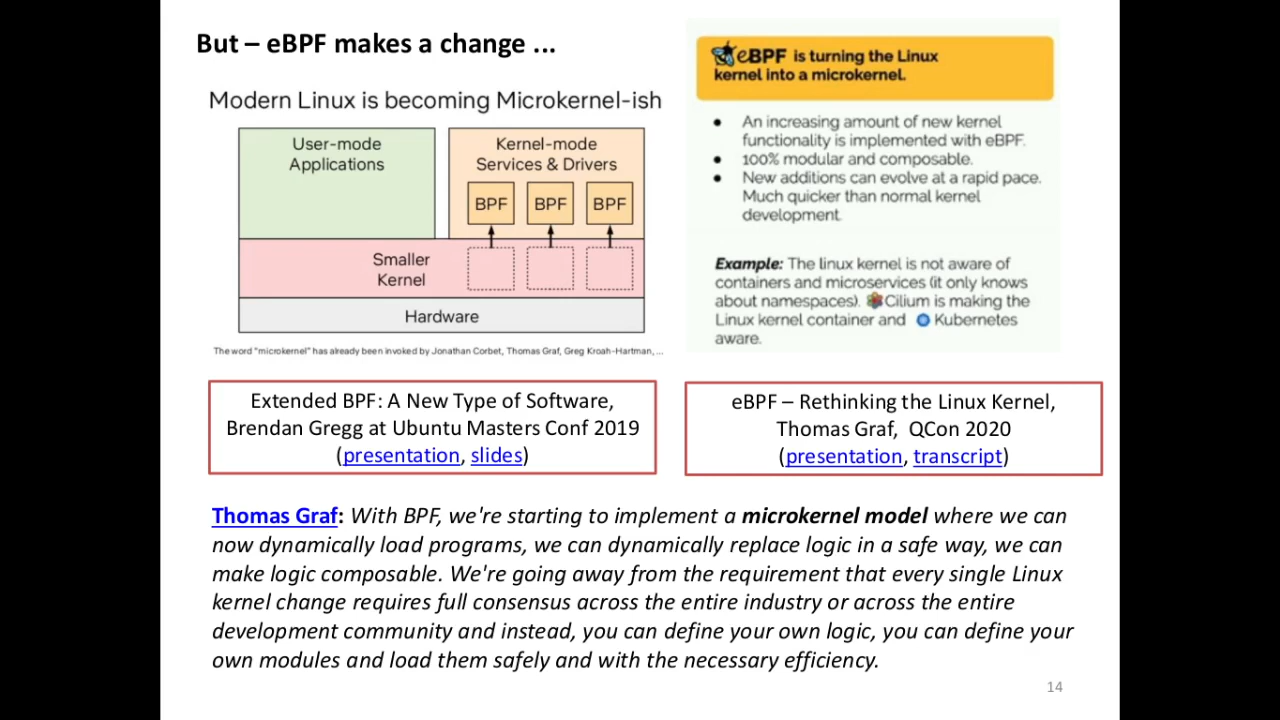 But – eBPF makes a change ...
Modern Linux is becoming Microkernel-ish
User-mode
Applications
Kernel-mode
Services & Drivers
BPF
BPF
BPF
Smaller
Kernel
Hardware
The word "microkernel" has already been invoked by Jonathan Corbet, Thomas Graf, Greg Kroah-Hartman, ...
eBPF is turning the Linux
kernel into a microkernel.
● An increasing amount of new kernel
functionality is implemented with eBPF.
● 100% modular and composable.
● New additions can evolve at a rapid pace.
Much quicker than normal kernel
development.
Example: The linux kernel is not aware of
containers and microservices (it only knows
about namespaces). Cilium is making the
Linux kernel container and Kubernetes
aware.
Extended BPF: A New Type of Software,
Brendan Gregg at Ubuntu Masters Conf 2019
(presentation, slides)
eBPF – Rethinking the Linux Kernel,
Thomas Graf, QCon 2020
(presentation, transcript)
Thomas Graf: With BPF, we're starting to implement a microkernel model where we can
now dynamically load programs, we can dynamically replace logic in a safe way, we can
make logic composable. We're going away from the requirement that every single Linux
kernel change requires full consensus across the entire industry or across the entire
development community and instead, you can define your own logic, you can define your
own modules and load them safely and with the necessary efficiency.
14